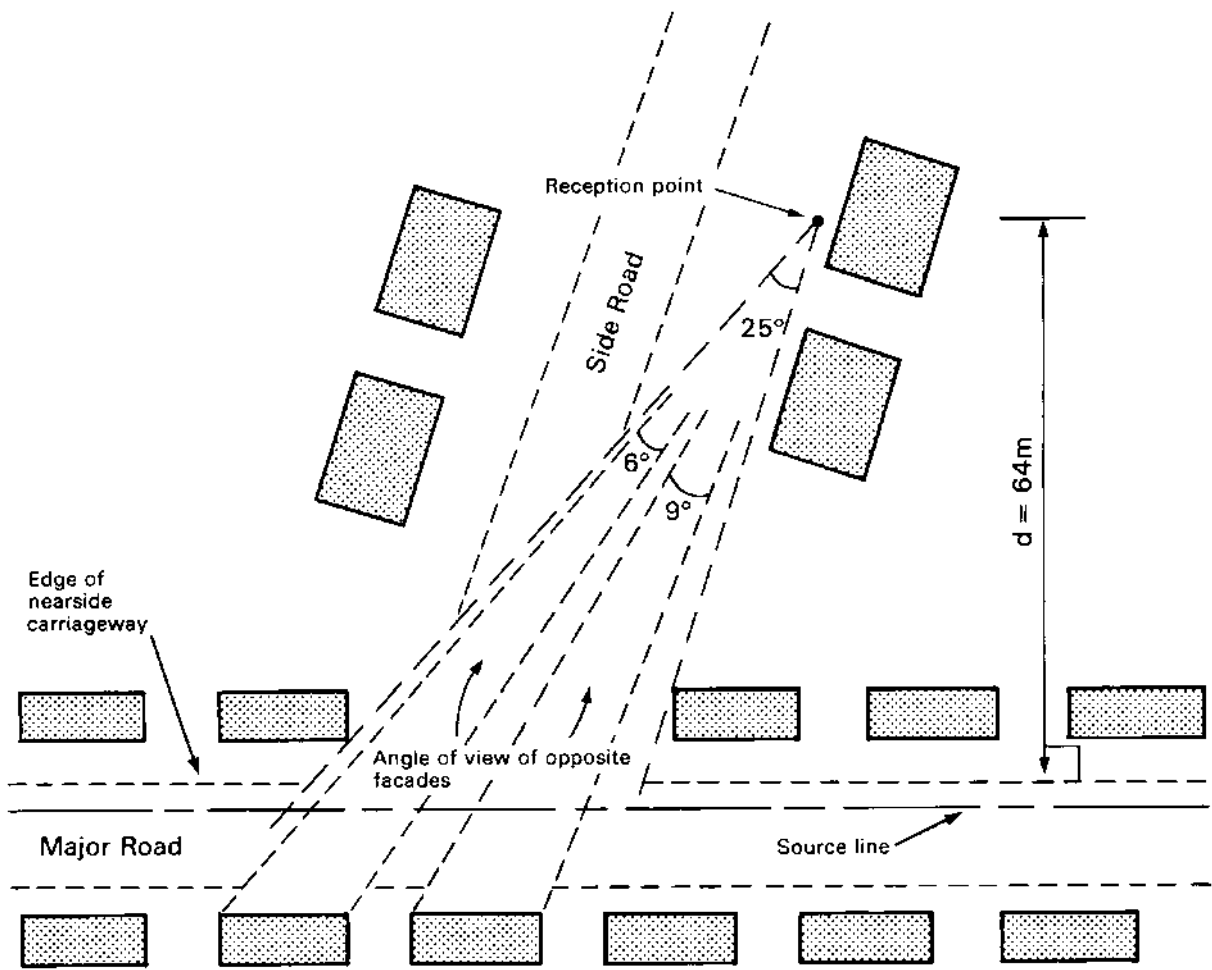 Reception point
Side Road
25°
6°
9°
d = 64m
Edge of
nearside
carriageway
Angle of view of opposite
facades
Major Road
Source line